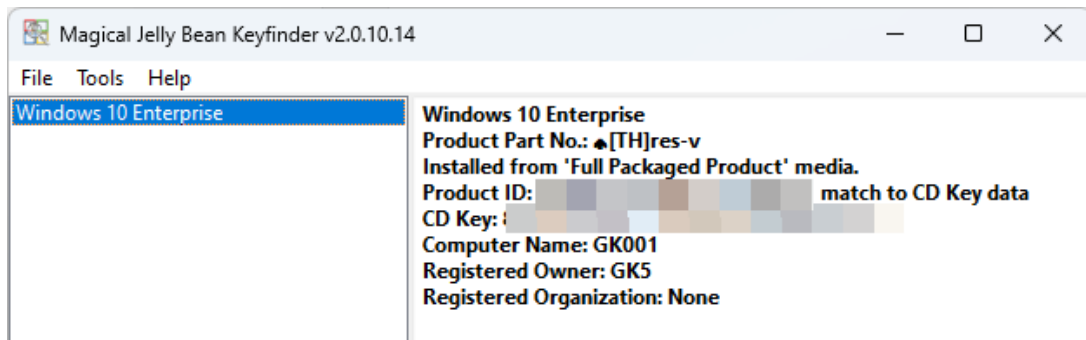 Magical Jelly Bean Keyfinder v2.0.10.14
File Tools Help
Windows 10 Enterprise
Windows 10 Enterprise
Product Part No.: ♠[TH]res-v
Installed from 'Full Packaged Product' media.
Product ID: match to CD Key data
CD Key:
Computer Name: GK001
Registered Owner: GK5
Registered Organization: None